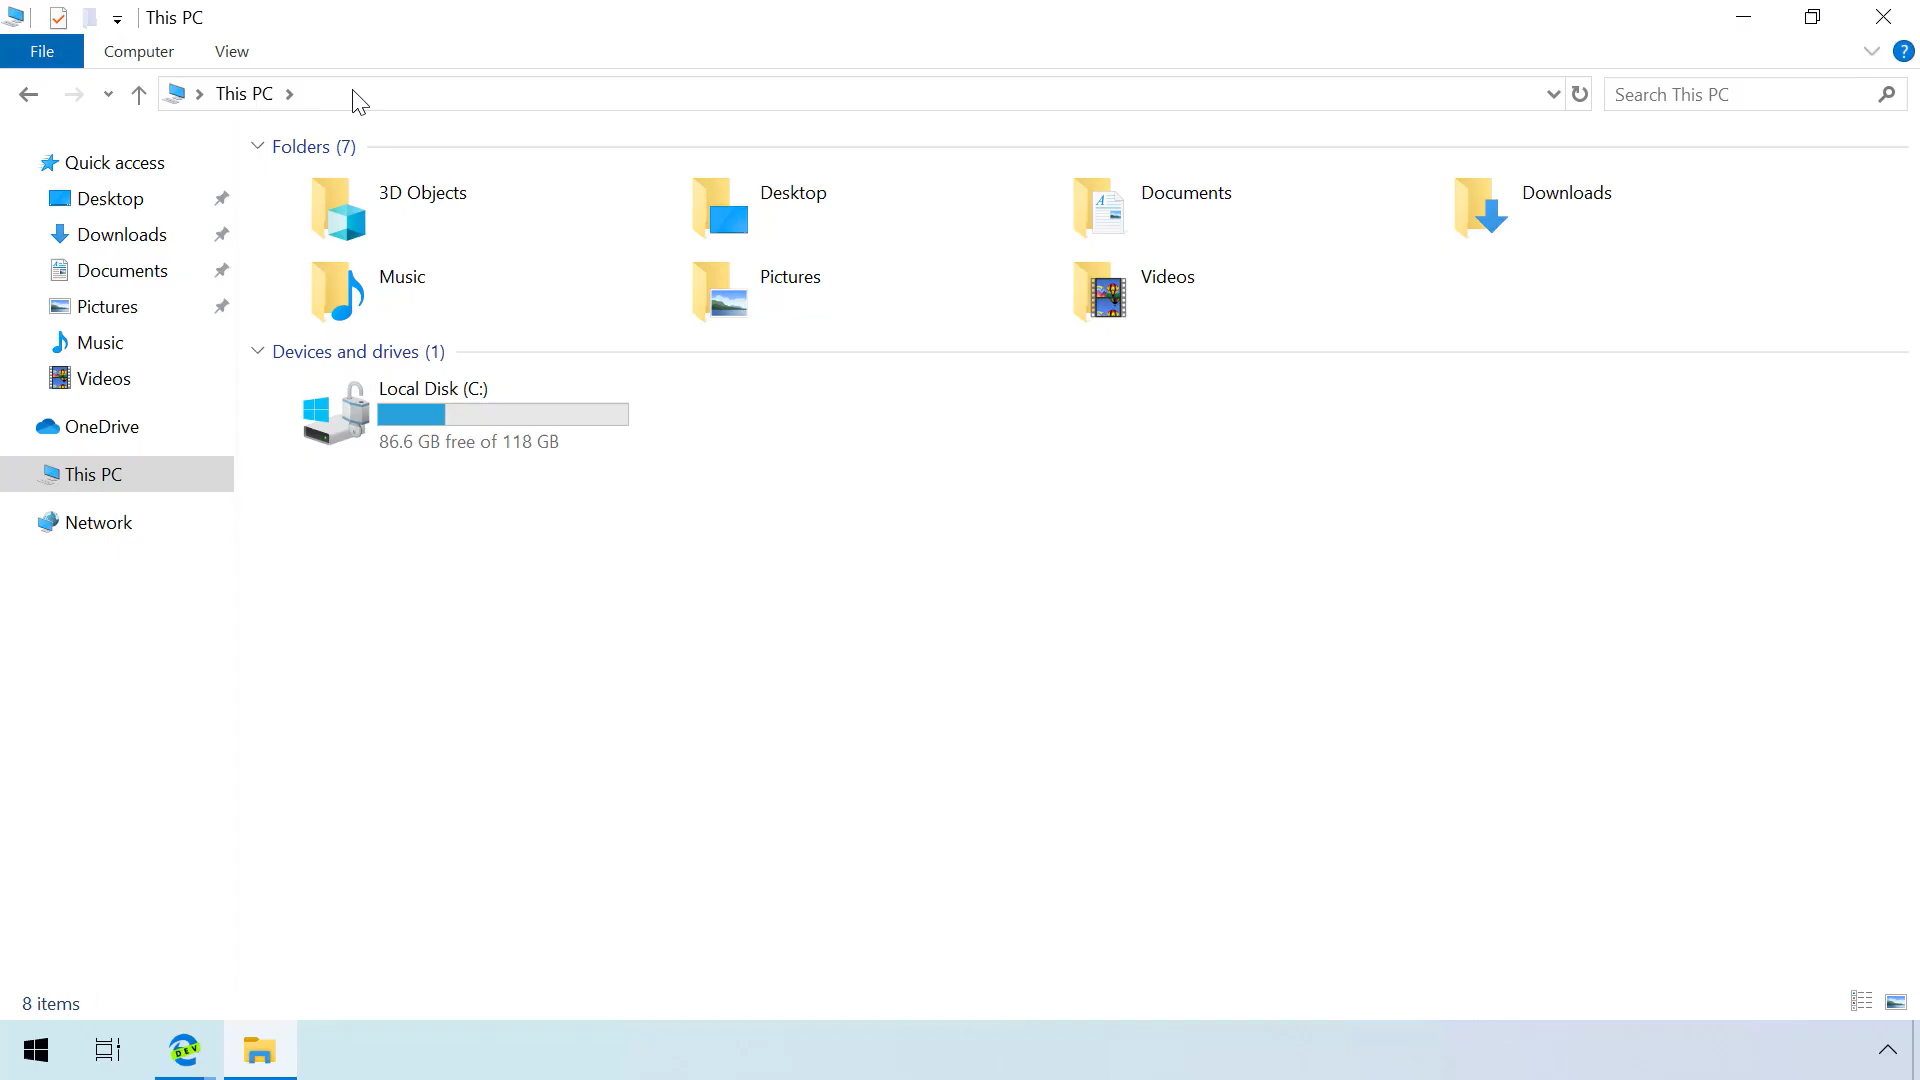 This PC
File Computer View
This PC
Search This PC
Quick access
Desktop
Downloads
Documents
Pictures
Music
Videos
OneDrive
This PC
Network
Folders (7)
3D Objects
Desktop
Documents
Downloads
Music
Pictures
Videos
Devices and drives (1)
Local Disk (C:)
86.6 GB free of 118 GB
8 items
DEV